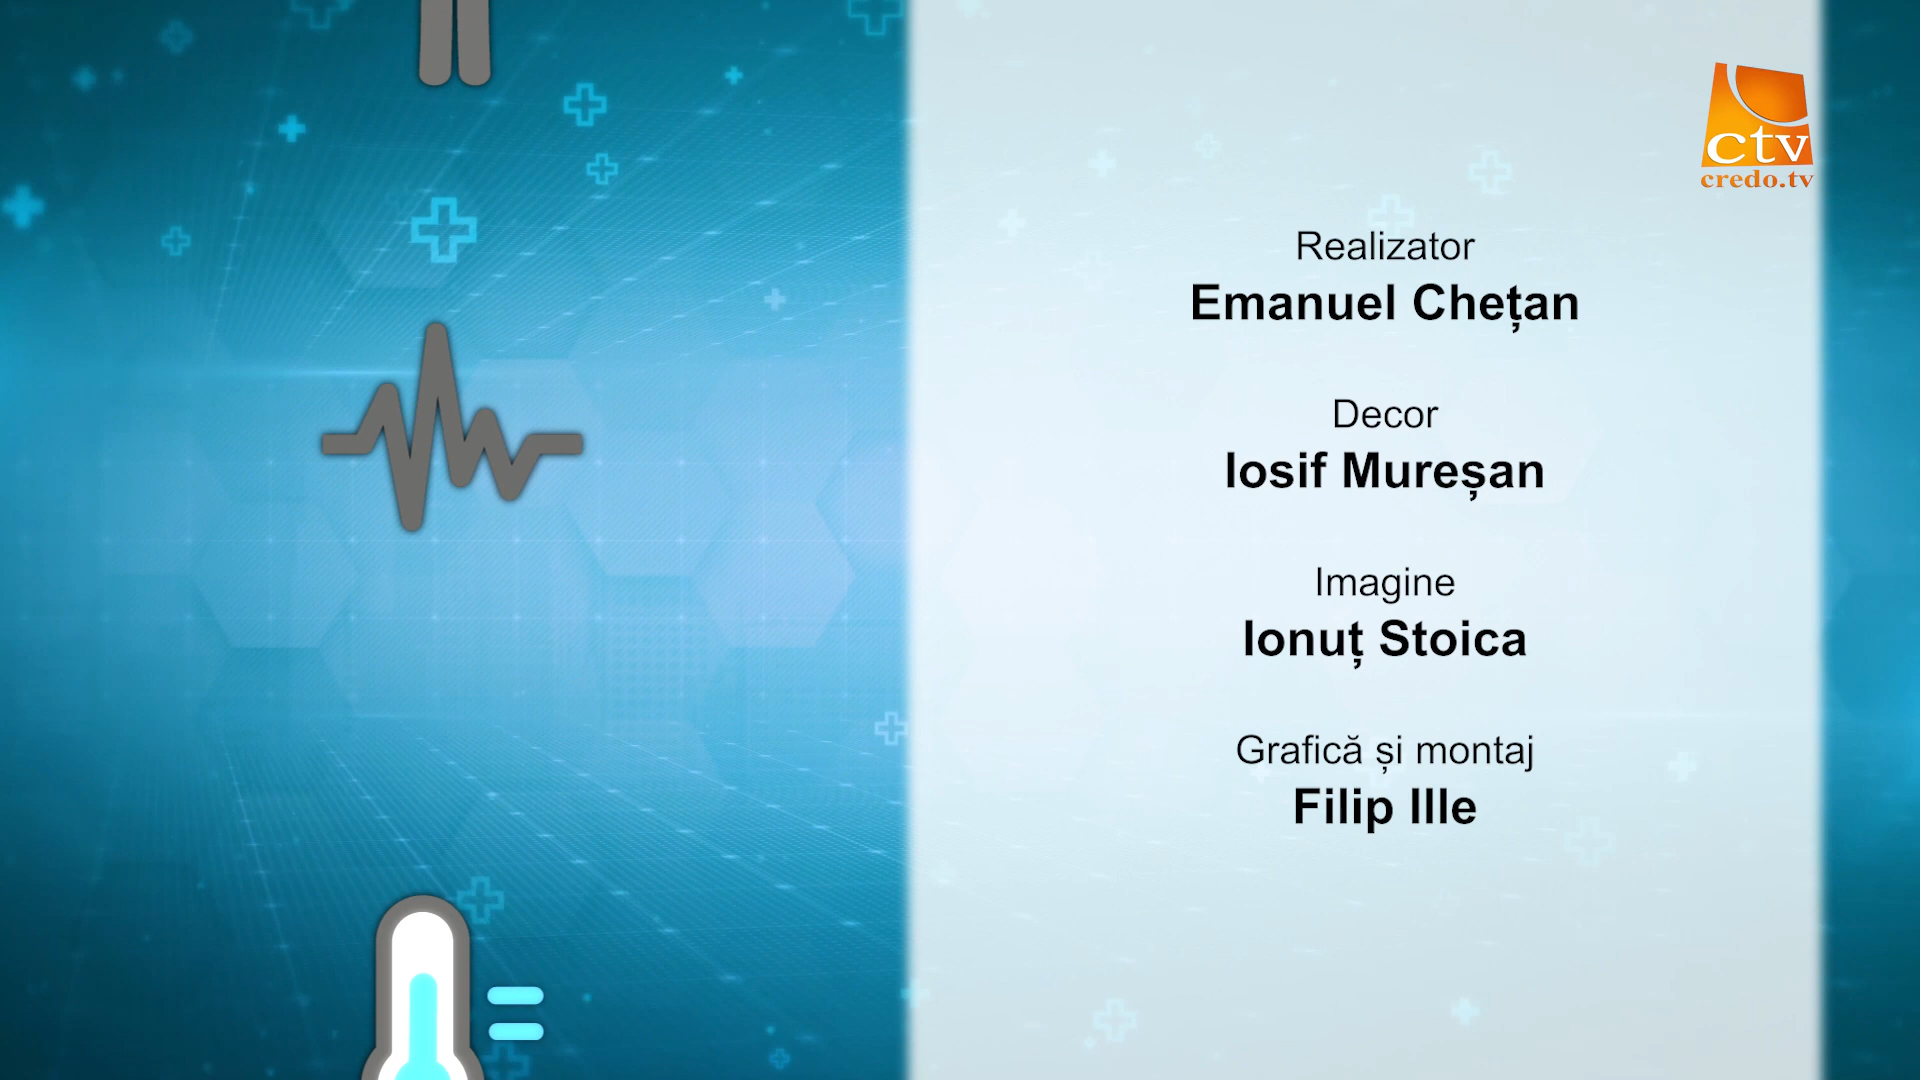 ctv
credo.tv
Realizator
Emanuel Chețan
Decor
Iosif Mureșan
Imagine
Ionuț Stoica
Grafică și montaj
Filip Ille